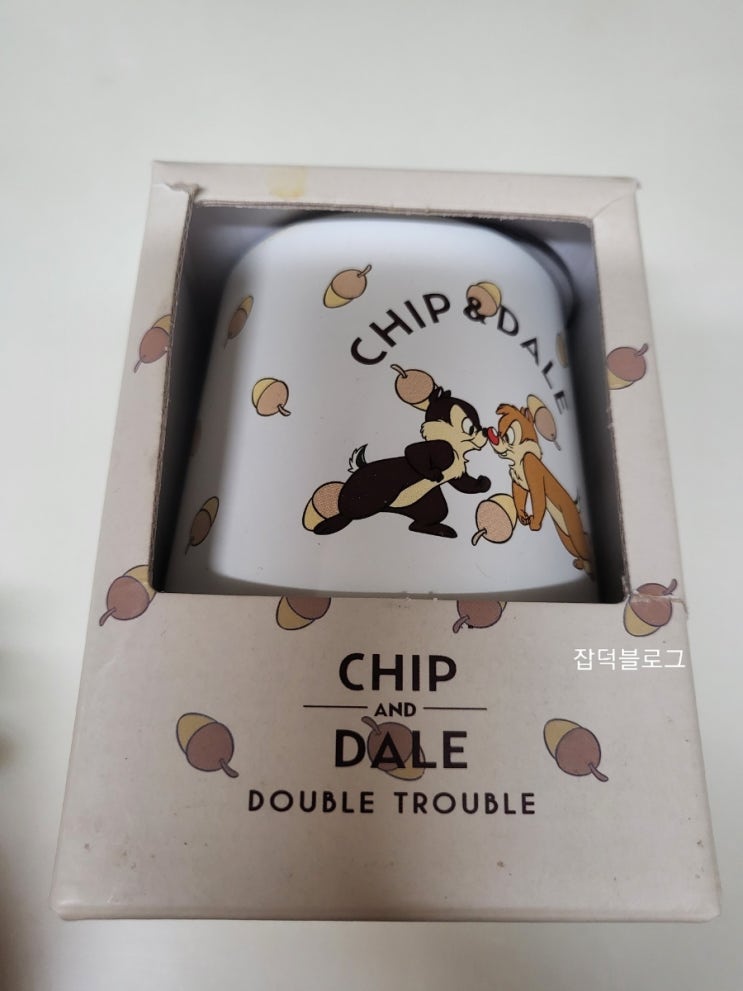 CHIP & DALE
잡덕블로그
CHIP
AND
DALE
DOUBLE TROUBLE